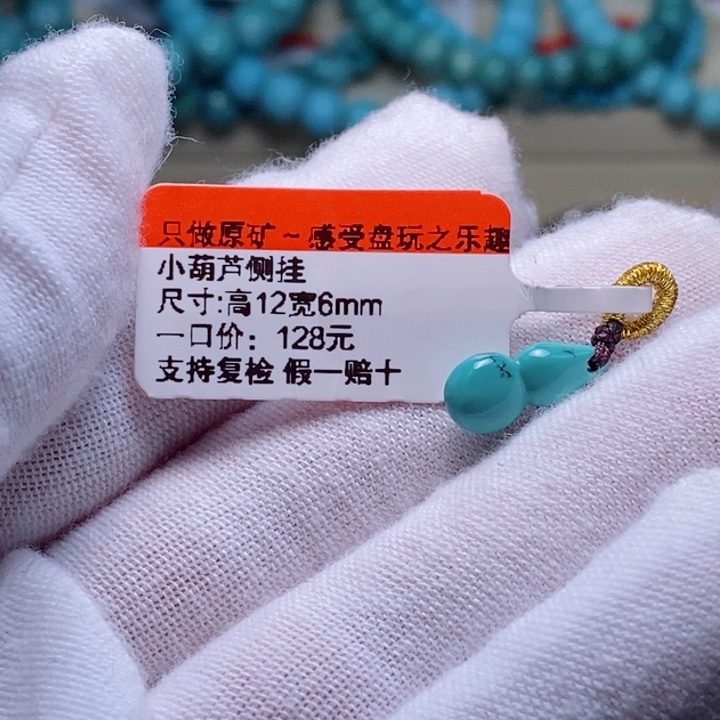 只做原矿~感受盘玩之乐趣
小葫芦侧挂
尺寸:高12宽6mm
一口价：128元
支持复检 假一赔十